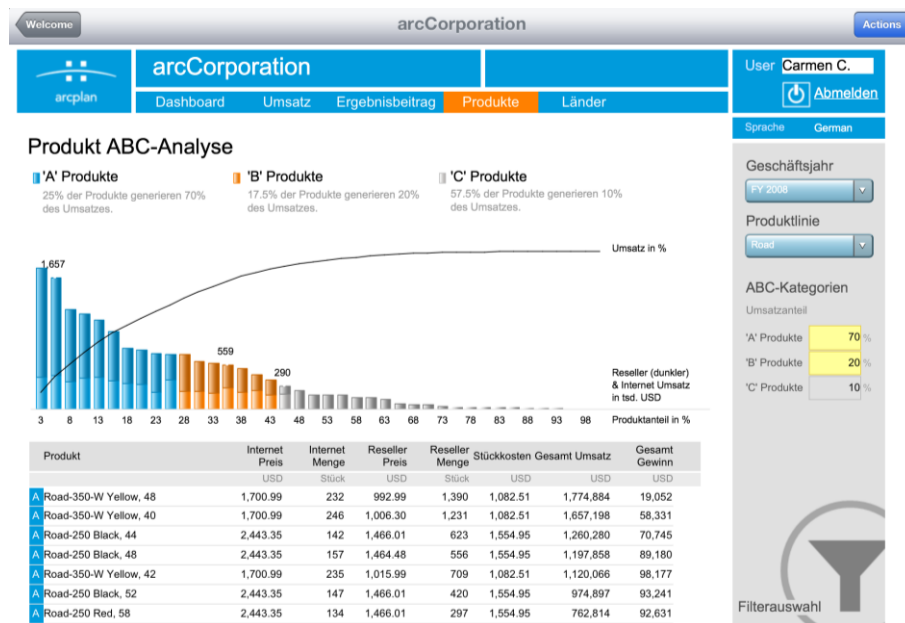 Welcome
arcCorporation
Actions
arcplan
arcCorporation
Dashboard Umsatz Ergebnisbeitrag Produkte Länder
User Carmen C.
Abmelden
Sprache German
Produkt ABC-Analyse
'A' Produkte
25% der Produkte generieren 70%
des Umsatzes.
'B' Produkte
17.5% der Produkte generieren 20%
des Umsatzes.
'C' Produkte
57.5% der Produkte generieren 10%
des Umsatzes.
Umsatz in %
1,657
559
290
Reseller (dunkler)
& Internet Umsatz
in tsd. USD
3 8 13 18 23 28 33 38 43 48 53 58 63 68 73 78 83 88 93 98 Produktanteil in %
Geschäftsjahr
FY 2008
Produktlinie
Road
ABC-Kategorien
Umsatzanteil
'A' Produkte 70 %
'B' Produkte 20 %
'C' Produkte 10 %
Produkt Internet Preis Internet Menge Reseller Preis Reseller Menge Stückkosten Gesamt Umsatz Gesamt Gewinn
USD Stück USD Stück USD USD USD
A Road-350-W Yellow, 48 1,700.99 232 992.99 1,390 1,082.51 1,774,884 19,052
A Road-350-W Yellow, 40 1,700.99 246 1,006.30 1,231 1,082.51 1,657,198 58,331
A Road-250 Black, 44 2,443.35 142 1,466.01 623 1,554.95 1,260,280 70,745
A Road-250 Black, 48 2,443.35 157 1,464.48 556 1,554.95 1,197,858 89,180
A Road-350-W Yellow, 42 1,700.99 235 1,015.99 709 1,082.51 1,120,066 98,177
A Road-250 Black, 52 2,443.35 147 1,466.01 420 1,554.95 974,897 93,241
A Road-250 Red, 58 2,443.35 134 1,466.01 297 1,554.95 762,814 92,631
Filterauswahl